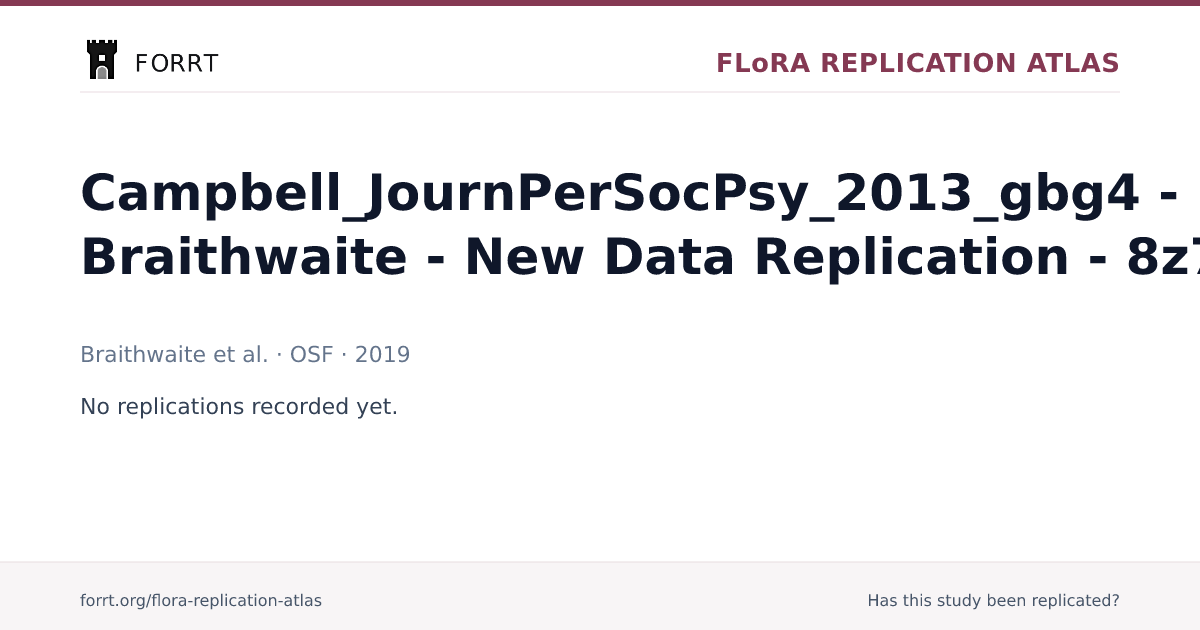 FORRT
FLoRA REPLICATION ATLAS
Campbell_JournPerSocPsy_2013_gbg4 -
Braithwaite - New Data Replication -
Braithwaite et al. · OSF · 2019
No replications recorded yet.
forrt.org/flora-replication-atlas
Has this study been replicated?